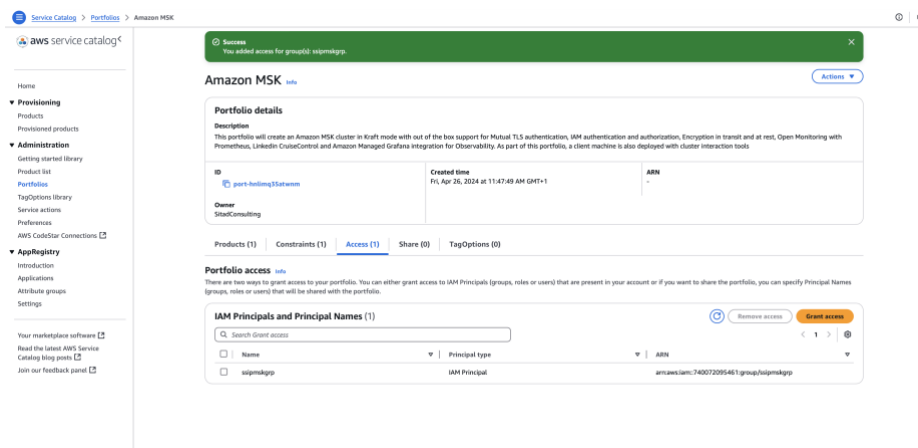 Service Catalog > Portfolios > Amazon MSK
aws service catalog
Home
Provisioning
Products
Provisioned products
Administration
Getting started library
Product list
Portfolios
TagOptions library
Service actions
Preferences
AWS CodeStar Connections
AppRegistry
Introduction
Applications
Attribute groups
Settings
Your marketplace software
Read the latest AWS Service
Catalog blog posts
Join our feedback panel
Success
You added access for group(s): ssipmskgrp.
Amazon MSK Info
Actions
Portfolio details
Description
This portfolio will create an Amazon MSK cluster in Kraft mode with out of the box support for Mutual TLS authentication, IAM authentication and authorization, Encryption in transit and at rest, Open Monitoring with
Prometheus, Linkedin CruiseControl and Amazon Managed Grafana integration for Observability. As part of this portfolio, a client machine is also deployed with cluster interaction tools
ID
port-hnlimq35atwnm
Created time
Fri, Apr 26, 2024 at 11:47:49 AM GMT+1
ARN
-
Owner
SitadConsulting
Products (1) Constraints (1) Access (1) Share (0) TagOptions (0)
Portfolio access Info
There are two ways to grant access to your portfolio. You can either grant access to IAM Principals (groups, roles or users) that are present in your account or if you want to share the portfolio, you can specify Principal Names
(groups, roles or users) that will be shared with the portfolio.
IAM Principals and Principal Names (1)
Remove access Grant access
Search Grant access
< 1 >
Name Principal type ARN
ssipmskgrp IAM Principal arn:aws:iam::740072095461:group/ssipmskgrp